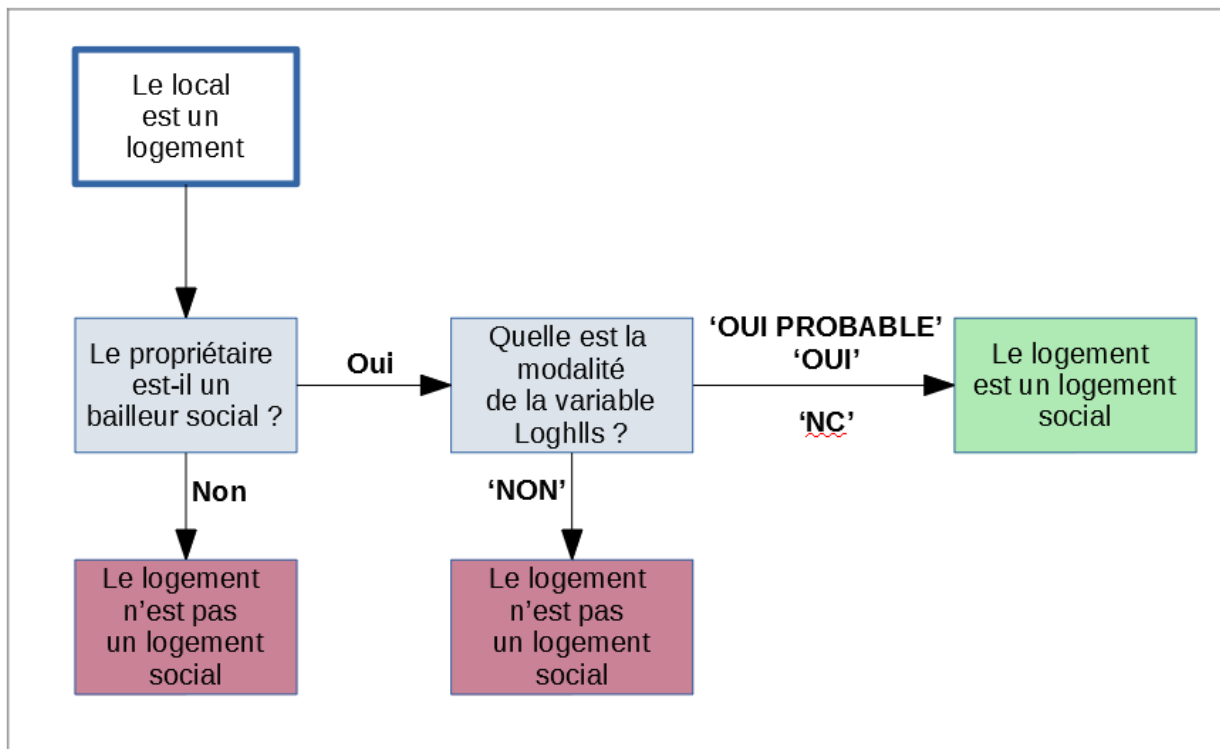 Le local
est un
logement
Le propriétaire
est-il un
bailleur social ?
Oui
Quelle est la
modalité
de la variable
Loghlls ?
‘OUI PROBABLE’
‘OUI’
‘NC’
Le logement
est un logement
social
Non
‘NON’
Le logement
n’est pas
un logement
social
Le logement
n’est pas
un logement
social